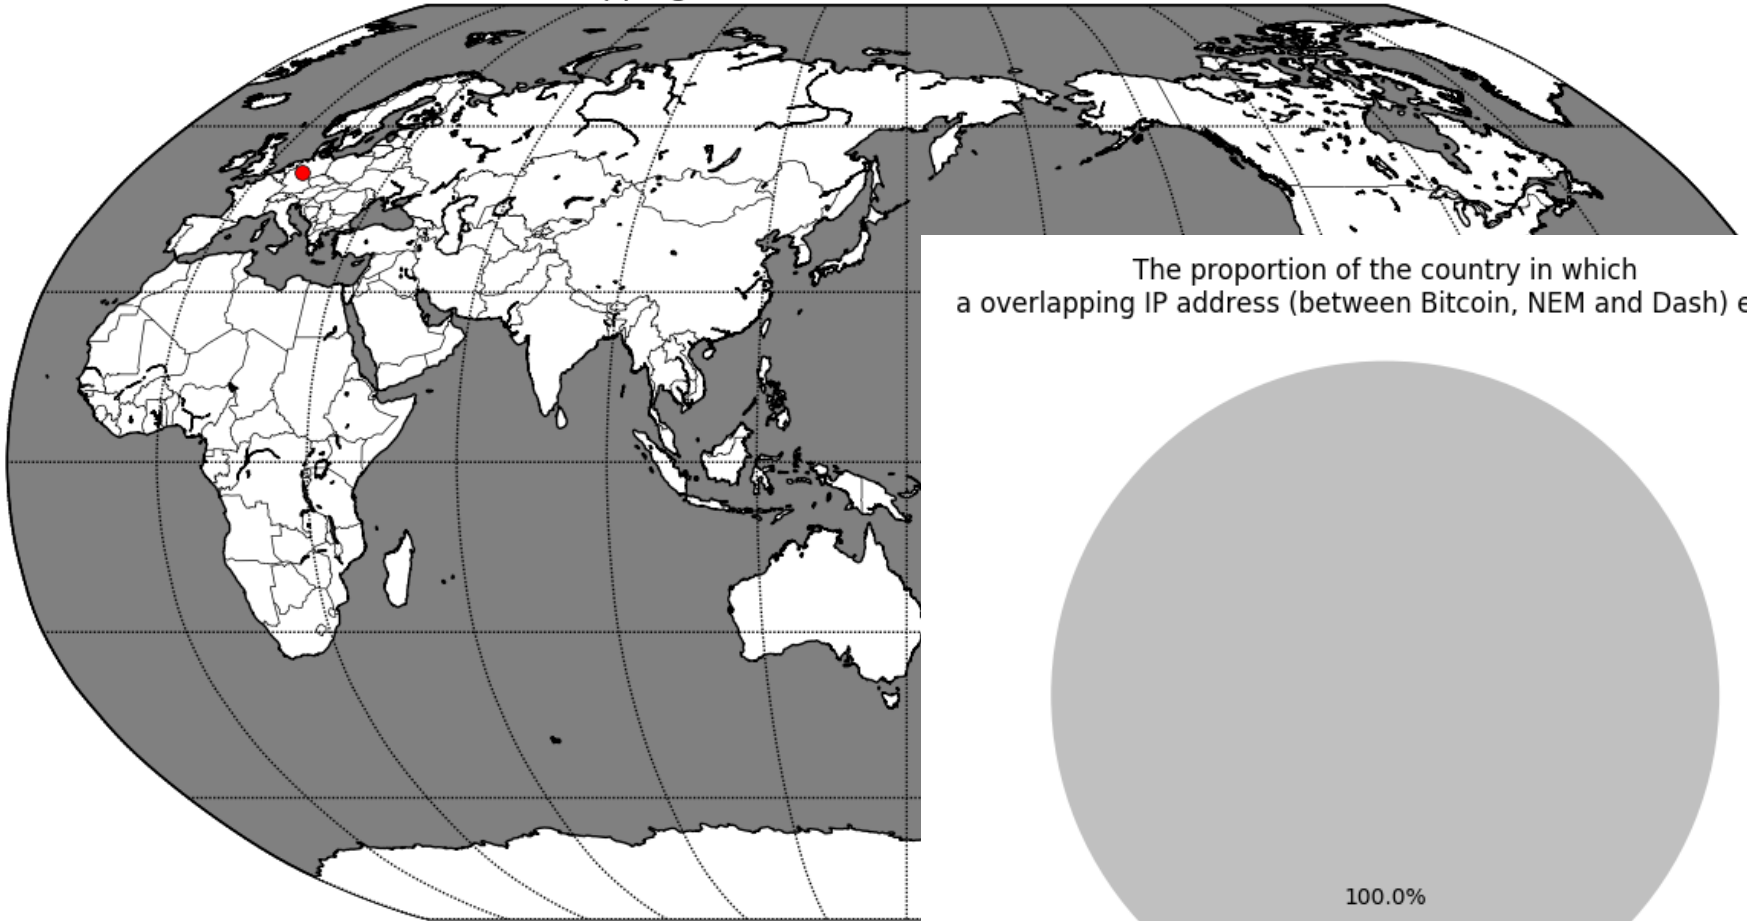 The proportion of the country in which
a overlapping IP address (between Bitcoin, NEM and Dash)
100.0%